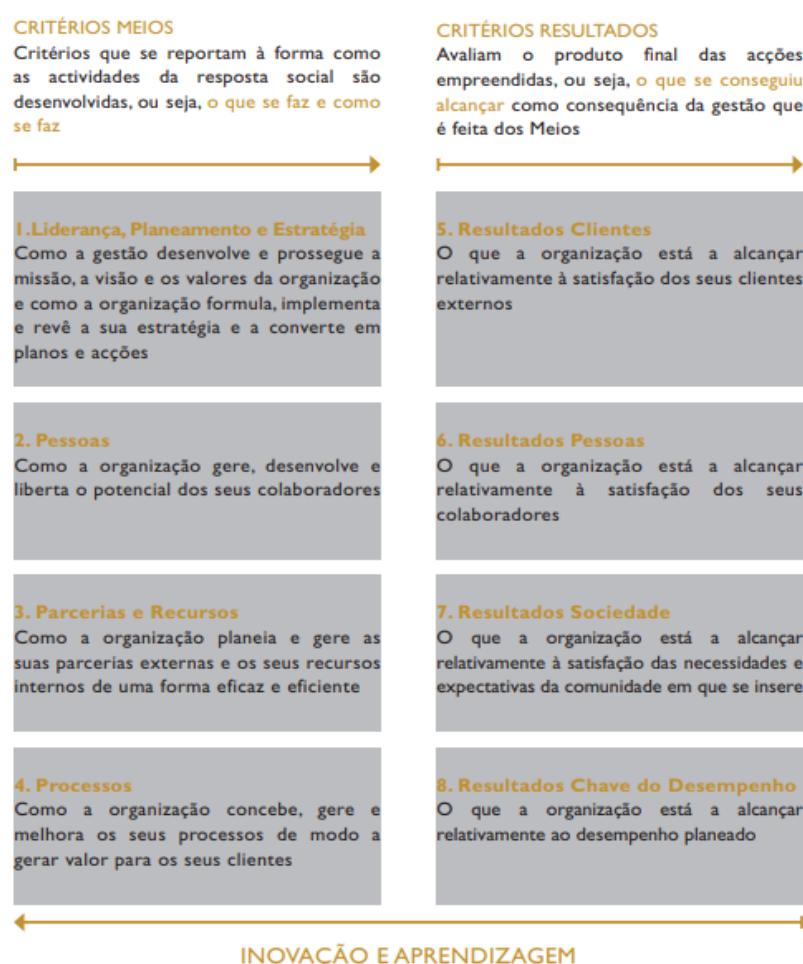 CRITÉRIOS MEIOS
Critérios que se reportam à forma como
as actividades da resposta social são
desenvolvidas, ou seja, o que se faz e como
se faz
CRITÉRIOS RESULTADOS
Avaliam o produto final das acções
empreendidas, ou seja, o que se conseguiu
alcançar como consequência da gestão que
é feita dos Meios
1.Liderança, Planeamento e Estratégia
Como a gestão desenvolve e prossegue a
missão, a visão e os valores da organização
e como a organização formula, implementa
e revê a sua estratégia e a converte em
planos e acções
5. Resultados Clientes
O que a organização está a alcançar
relativamente à satisfação dos seus clientes
externos
2. Pessoas
Como a organização gere, desenvolve e
liberta o potencial dos seus colaboradores
6. Resultados Pessoas
O que a organização está a alcançar
relativamente à satisfação dos seus
colaboradores
3. Parcerias e Recursos
Como a organização planeia e gere as
suas parcerias externas e os seus recursos
internos de uma forma eficaz e eficiente
7. Resultados Sociedade
O que a organização está a alcançar
relativamente à satisfação das necessidades e
expectativas da comunidade em que se insere
4. Processos
Como a organização concebe, gere e
melhora os seus processos de modo a
gerar valor para os seus clientes
8. Resultados Chave do Desempenho
O que a organização está a alcançar
relativamente ao desempenho planeado
INOVAÇÃO E APRENDIZAGEM